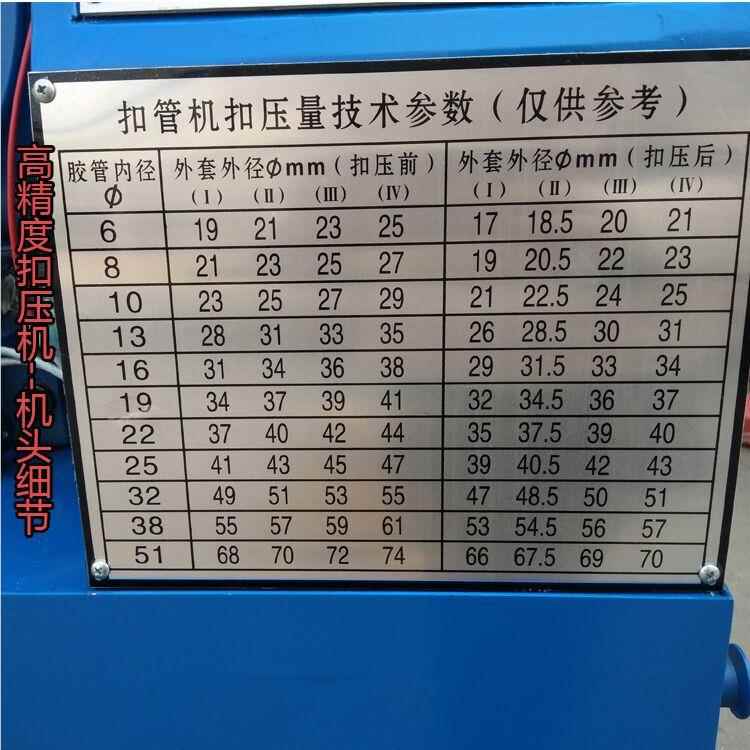 扣管机扣压量技术参数（仅供参考）
胶管内径 外套外径Φmm（扣压前） 外套外径Φmm（扣压后）
Φ （Ⅰ） （Ⅱ） （Ⅲ） （Ⅳ） （Ⅰ） （Ⅱ） （Ⅲ） （Ⅳ）
6 19 21 23 25 17 18.5 20 21
8 21 23 25 27 19 20.5 22 23
10 23 25 27 29 21 22.5 24 25
13 28 31 33 35 26 28.5 30 31
16 31 34 36 38 29 31.5 33 34
19 34 37 39 41 32 34.5 36 37
22 37 40 42 44 35 37.5 39 40
25 41 43 45 47 39 40.5 42 43
32 49 51 53 55 47 48.5 50 51
38 55 57 59 61 53 54.5 56 57
51 68 70 72 74 66 67.5 69 70
高精度扣压机--机头细节